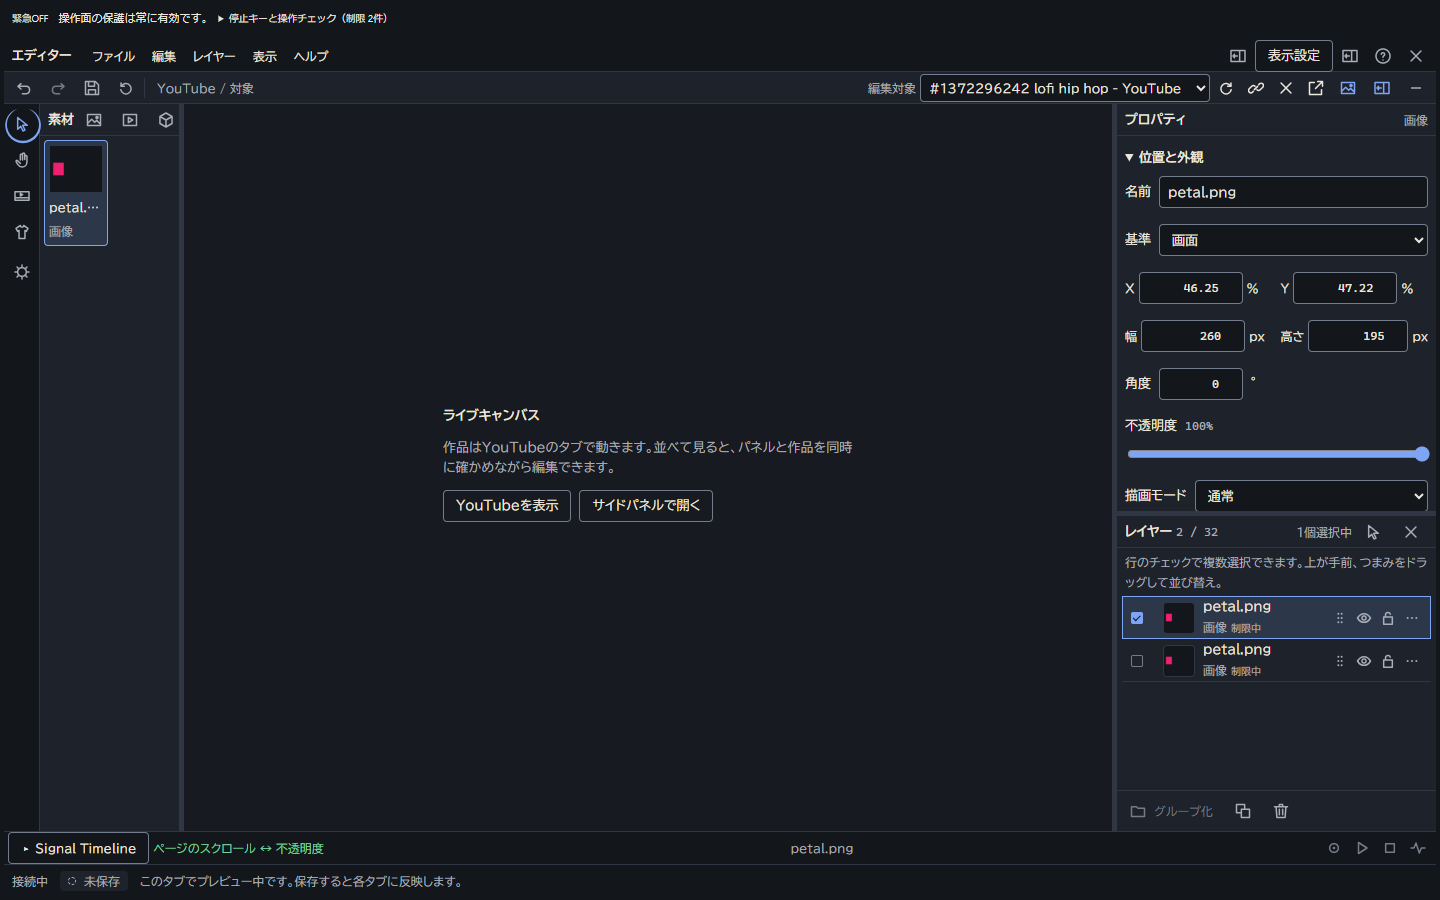 緊急OFF 操作面の保護は常に有効です。 ▶ 停止キーと操作チェック（制限 2件）
エディター ファイル 編集 レイヤー 表示 ヘルプ 表示設定
YouTube / 対象 編集対象 #1372296242 lofi hip hop - YouTube
素材
petal.…
画像
ライブキャンバス
作品はYouTubeのタブで動きます。並べて見ると、パネルと作品を同時
に確かめながら編集できます。
YouTubeを表示 サイドパネルで開く
プロパティ 画像
▼ 位置と外観
名前 petal.png
基準 画面
X 46.25 % Y 47.22 %
幅 260 px 高さ 195 px
角度 0 °
不透明度 100%
描画モード 通常
レイヤー 2 / 32 1個選択中
行のチェックで複数選択できます。上が手前、つまみをドラ
ッグして並び替え。
petal.png
画像 制限中
petal.png
画像 制限中
グループ化
▸ Signal Timeline ページのスクロール ↔ 不透明度 petal.png
接続中 未保存 このタブでプレビュー中です。保存すると各タブに反映します。